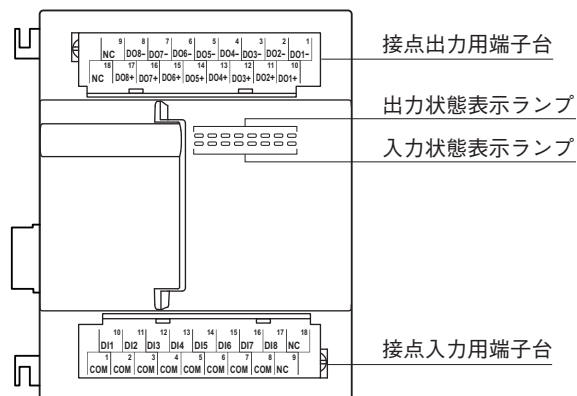 9 8 7 6 5 4 3 2 1
NC DO8− DO7− DO6− DO5− DO4− DO3− DO2− DO1−
18 17 16 15 14 13 12 11 10
NC DO8+ DO7+ DO6+ DO5+ DO4+ DO3+ DO2+ DO1+
接点出力用端子台
出力状態表示ランプ
入力状態表示ランプ
10 11 12 13 14 15 16 17 18
DI1 DI2 DI3 DI4 DI5 DI6 DI7 DI8 NC
1 2 3 4 5 6 7 8 9
COM COM COM COM COM COM COM COM NC
接点入力用端子台